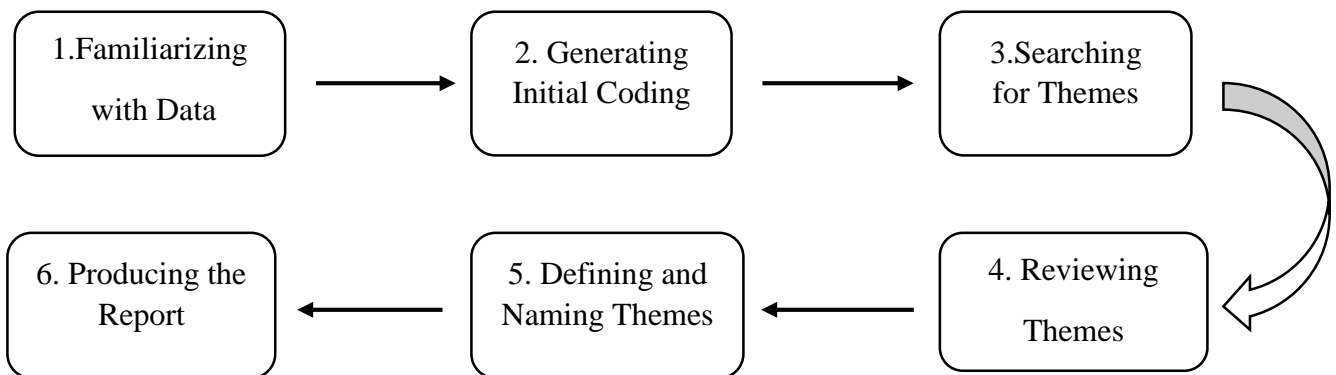 1.Familiarizing
with Data
2. Generating
Initial Coding
3.Searching
for Themes
4. Reviewing
Themes
5. Defining and
Naming Themes
6. Producing the
Report